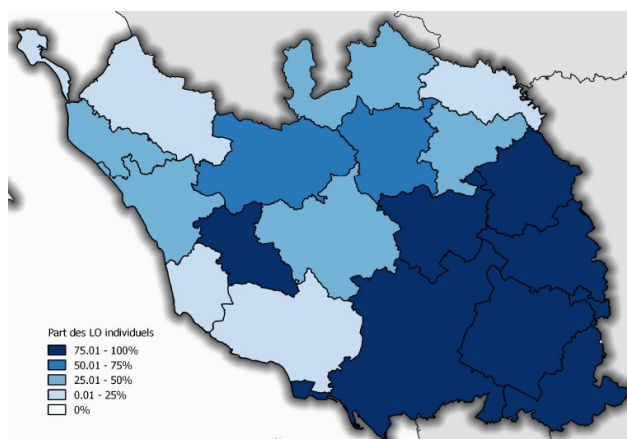 Part des LO individuels
75.01 - 100%
50.01 - 75%
25.01 - 50%
0.01 - 25%
0%